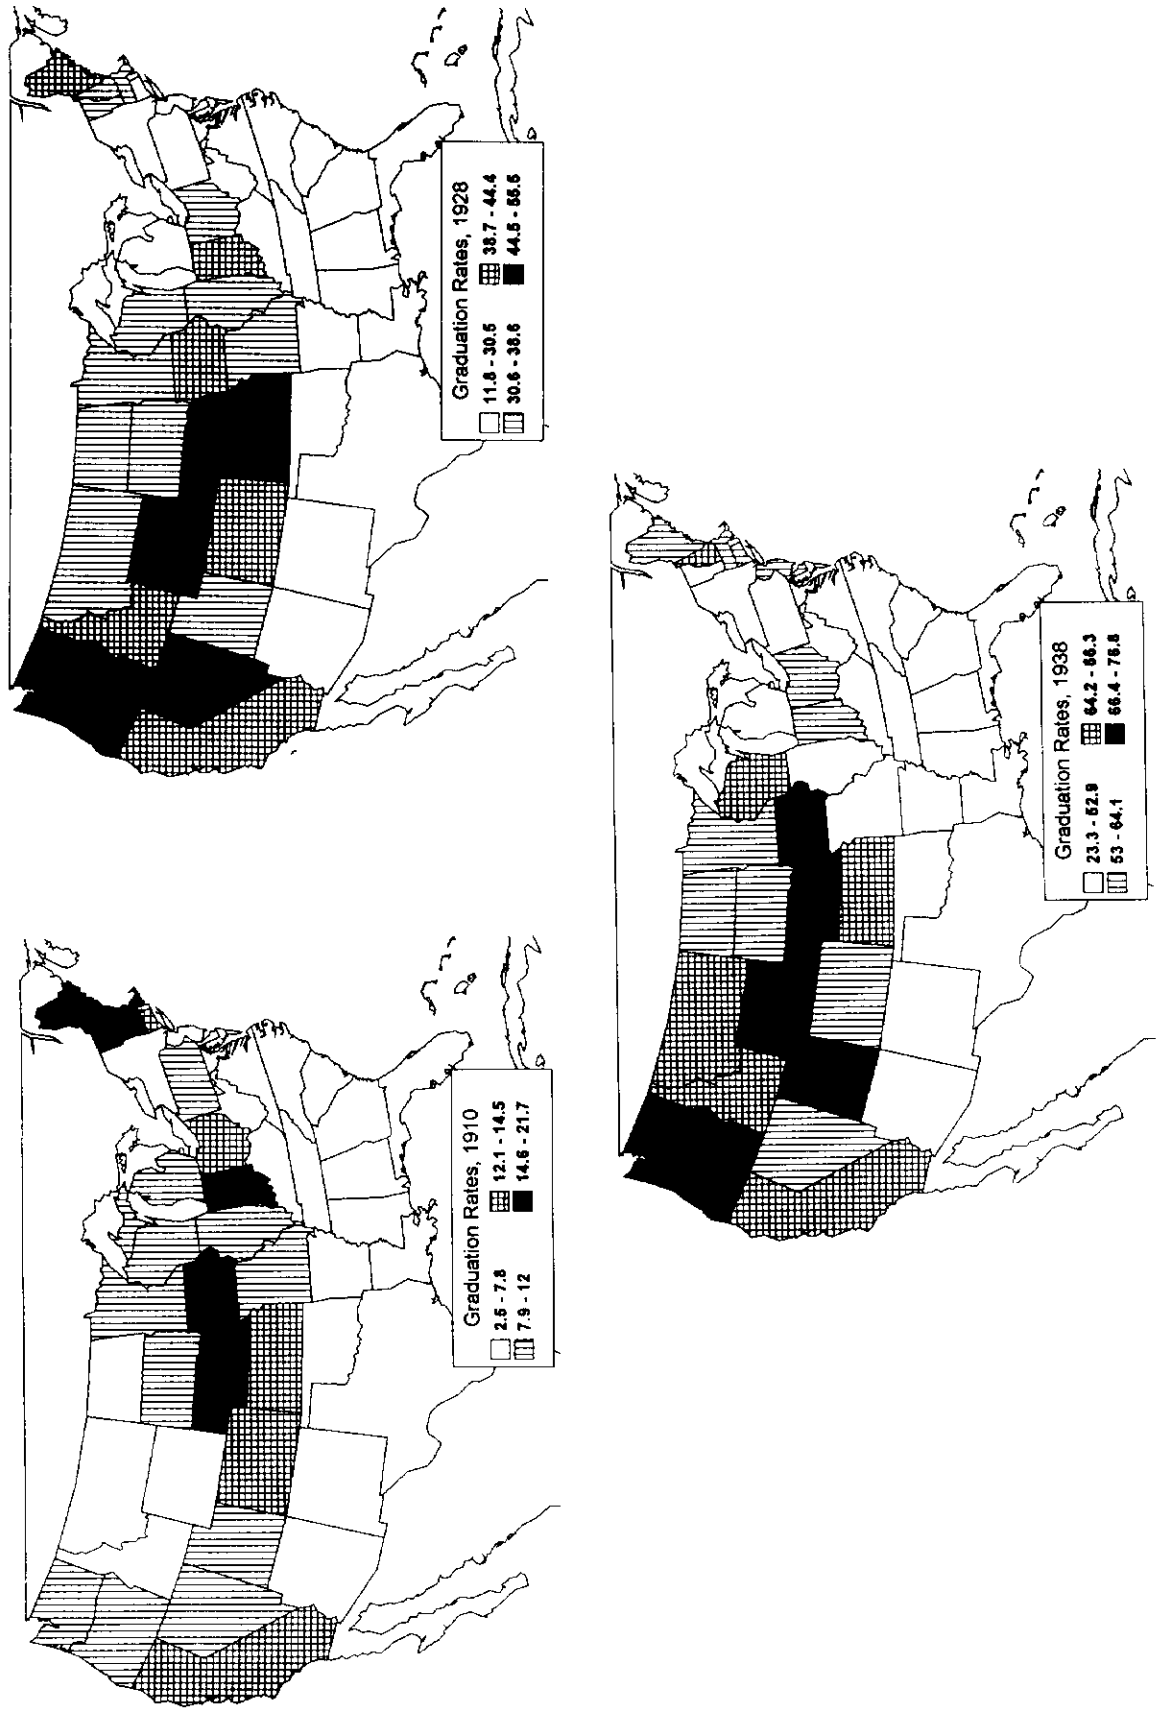 Graduation Rates, 1910
2.5 - 7.8 12.1 - 14.5
7.9 - 12 14.6 - 21.7
Graduation Rates, 1928
11.8 - 30.5 38.7 - 44.4
30.6 - 38.6 44.5 - 55.5
Graduation Rates, 1938
23.3 - 52.9 64.2 - 66.3
53 - 64.1 66.4 - 76.8